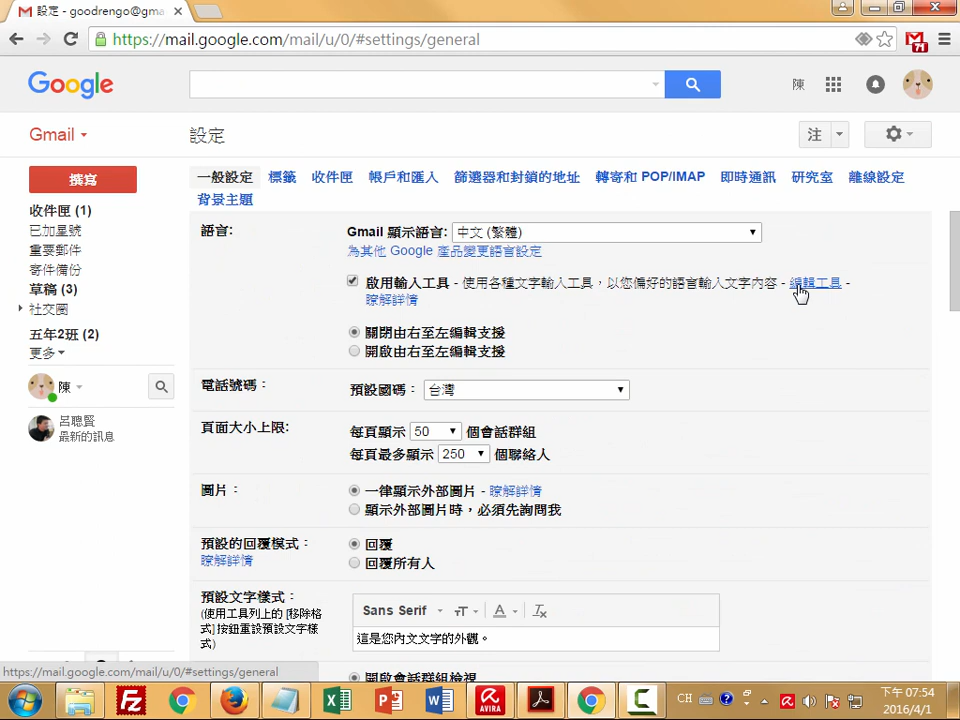 設定 - goodrengo@gma
https://mail.google.com/mail/u/0/#settings/general
71
Google
陳
Gmail
設定
注
撰寫
一般設定 標籤 收件匣 帳戶和匯入 篩選器和封鎖的地址 轉寄和 POP/IMAP 即時通訊 研究室 離線設定
背景主題
收件匣 (1)
已加星號
重要郵件
寄件備份
草稿 (3)
社交圈
五年2班 (2)
更多
陳
呂聰賢
最新的訊息
語言:
Gmail 顯示語言: 中文 (繁體)
為其他 Google 產品變更語言設定
啟用輸入工具 - 使用各種文字輸入工具，以您偏好的語言輸入文字內容 - 編輯工具 -
瞭解詳情
關閉由右至左編輯支援
開啟由右至左編輯支援
電話號碼：
預設國碼： 台灣
頁面大小上限:
每頁顯示 50 個會話群組
每頁最多顯示 250 個聯絡人
圖片：
一律顯示外部圖片 - 瞭解詳情
顯示外部圖片時，必須先詢問我
預設的回覆模式：
瞭解詳情
回覆
回覆所有人
預設文字樣式：
(使用工具列上的 [移除格
式] 按鈕重設預設文字樣
式)
Sans Serif
這是您內文文字的外觀。
開啟會話群組檢視
https://mail.google.com/mail/u/0/#settings/general
AVIRA
CH
下午 07:54
2016/4/1